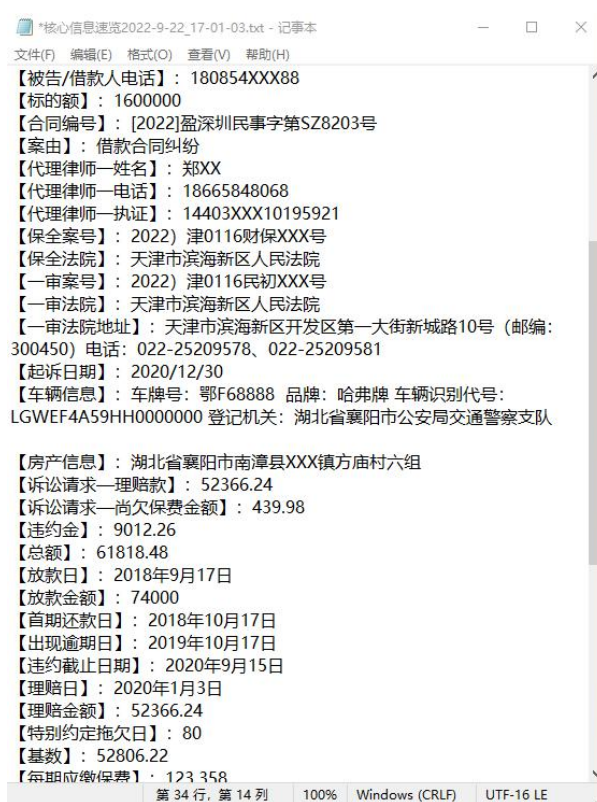 *核心信息速览2022-9-22_17-01-03.txt - 记事本
文件(F) 编辑(E) 格式(O) 查看(V) 帮助(H)
【被告/借款人电话】：180854XXX88
【标的额】：1600000
【合同编号】：[2022]盈深圳民事字第SZ8203号
【案由】：借款合同纠纷
【代理律师—姓名】：郑XX
【代理律师—电话】：18665848068
【代理律师—执证】：14403XXX10195921
【保全案号】：2022）津0116财保XXX号
【保全法院】：天津市滨海新区人民法院
【一审案号】：2022）津0116民初XXX号
【一审法院】：天津市滨海新区人民法院
【一审法院地址】：天津市滨海新区开发区第一大街新城路10号（邮编：
300450）电话：022-25209578、022-25209581
【起诉日期】：2020/12/30
【车辆信息】：车牌号：鄂F68888 品牌：哈弗牌 车辆识别代号：
LGWEF4A59HH0000000 登记机关：湖北省襄阳市公安局交通警察支队
【房产信息】：湖北省襄阳市南漳县XXX镇方庙村六组
【诉讼请求—理赔款】：52366.24
【诉讼请求—尚欠保费金额】：439.98
【违约金】：9012.26
【总额】：61818.48
【放款日】：2018年9月17日
【放款金额】：74000
【首期还款日】：2018年10月17日
【出现逾期日】：2019年10月17日
【违约截止日期】：2020年9月15日
【理赔日】：2020年1月3日
【理赔金额】：52366.24
【特别约定拖欠日】：80
【基数】：52806.22
【每期应缴保费】：123.358
第 34 行，第 14 列 100% Windows (CRLF) UTF-16 LE